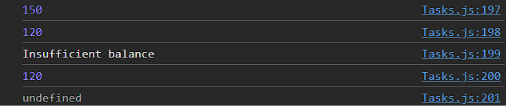 150 Tasks.js:197
120 Tasks.js:198
Insufficient balance Tasks.js:199
120 Tasks.js:200
undefined Tasks.js:201